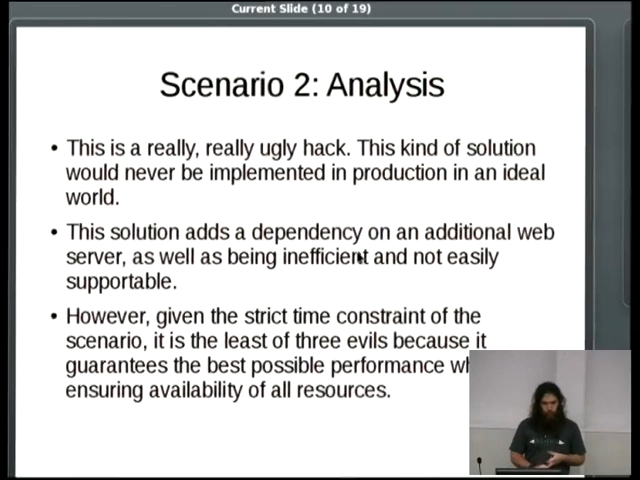 Current Slide (10 of 19)
Scenario 2: Analysis
• This is a really, really ugly hack. This kind of solution
would never be implemented in production in an ideal
world.
• This solution adds a dependency on an additional web
server, as well as being inefficient and not easily
supportable.
• However, given the strict time constraint of the
scenario, it is the least of three evils because it
guarantees the best possible performance
ensuring availability of all resources.